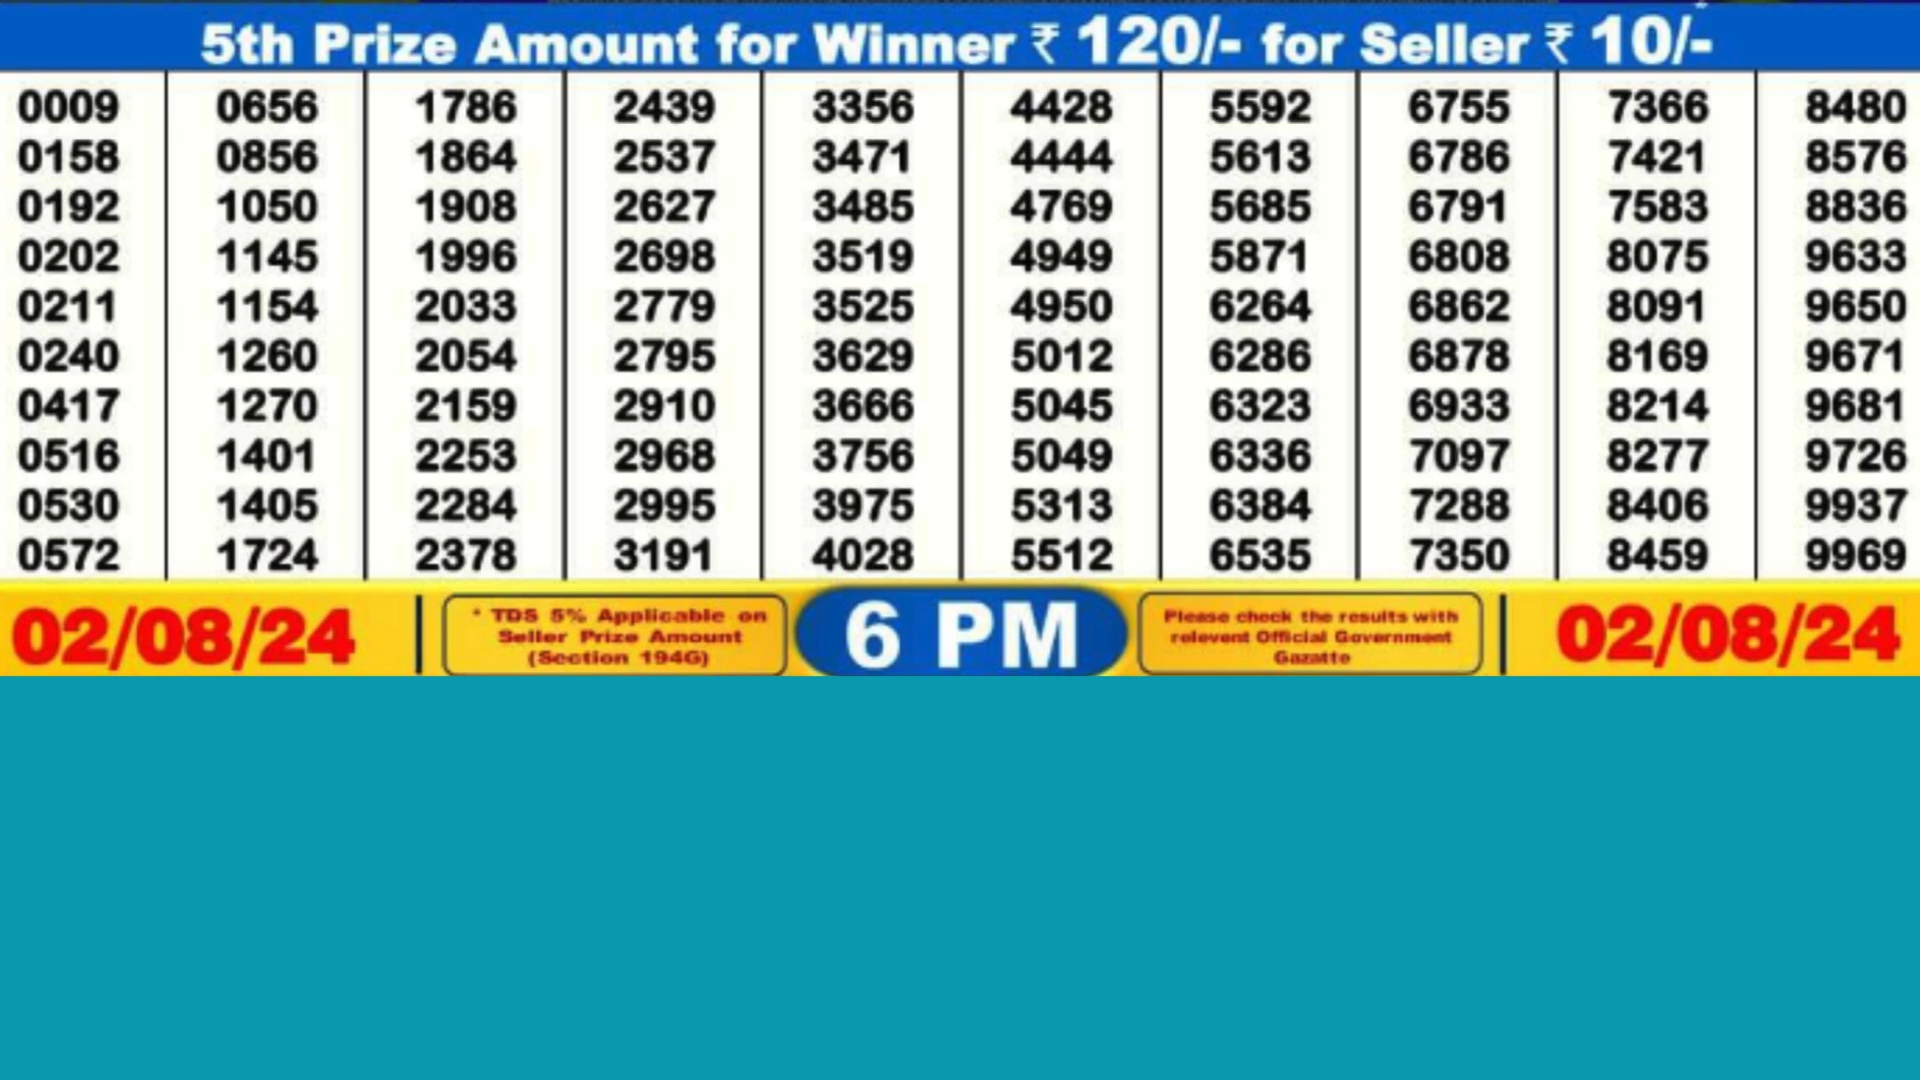 5th Prize Amount for Winner ₹ 120/- for Seller ₹ 10/-
0009 0656 1786 2439 3356 4428 5592 6755 7366 8480
0158 0856 1864 2537 3471 4444 5613 6786 7421 8576
0192 1050 1908 2627 3485 4769 5685 6791 7583 8836
0202 1145 1996 2698 3519 4949 5871 6808 8075 9633
0211 1154 2033 2779 3525 4950 6264 6862 8091 9650
0240 1260 2054 2795 3629 5012 6286 6878 8169 9671
0417 1270 2159 2910 3666 5045 6323 6933 8214 9681
0516 1401 2253 2968 3756 5049 6336 7097 8277 9726
0530 1405 2284 2995 3975 5313 6384 7288 8406 9937
0572 1724 2378 3191 4028 5512 6535 7350 8459 9969
02/08/24
* TDS 5% Applicable on
Seller Prize Amount
(Section 194G)
6 PM
Please check the results with
relevent Official Government
Gazatte
02/08/24